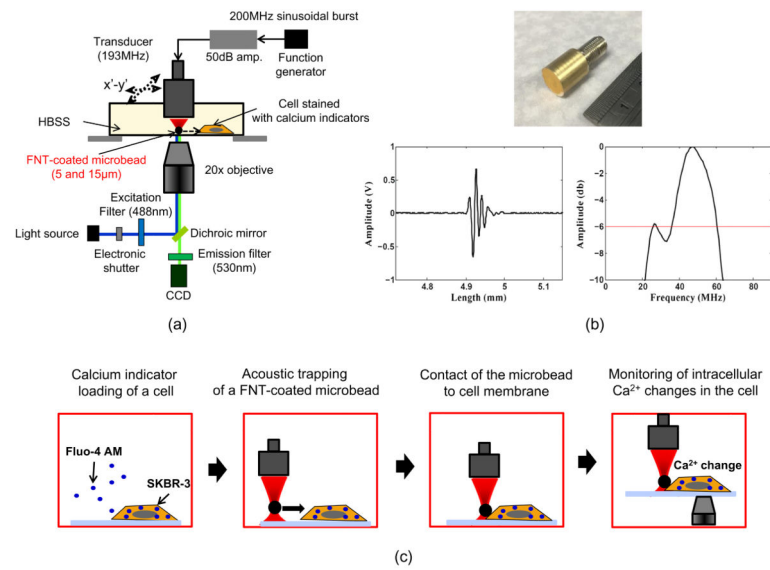 200MHz sinusoidal burst
Transducer
(193MHz)
50dB amp.
Function
generator
x'-y'
HBSS
Cell stained
with calcium indicators
FNT-coated microbead
(5 and 15μm)
20x objective
Excitation
Filter (488nm)
Light source
Dichroic mirror
Electronic
shutter
Emission filter
(530nm)
CCD
(a)
Amplitude (V)
1
0.5
0
−0.5
−1
4.8
4.9
5
5.1
Length (mm)
Amplitude (db)
0
−2
−4
−6
−8
−10
0
20
40
60
80
Frequency (MHz)
(b)
Calcium indicator
loading of a cell
Acoustic trapping
of a FNT-coated microbead
Contact of the microbead
to cell membrane
Monitoring of intracellular
Ca²⁺ changes in the cell
Fluo-4 AM
SKBR-3
Ca²⁺ change
(c)